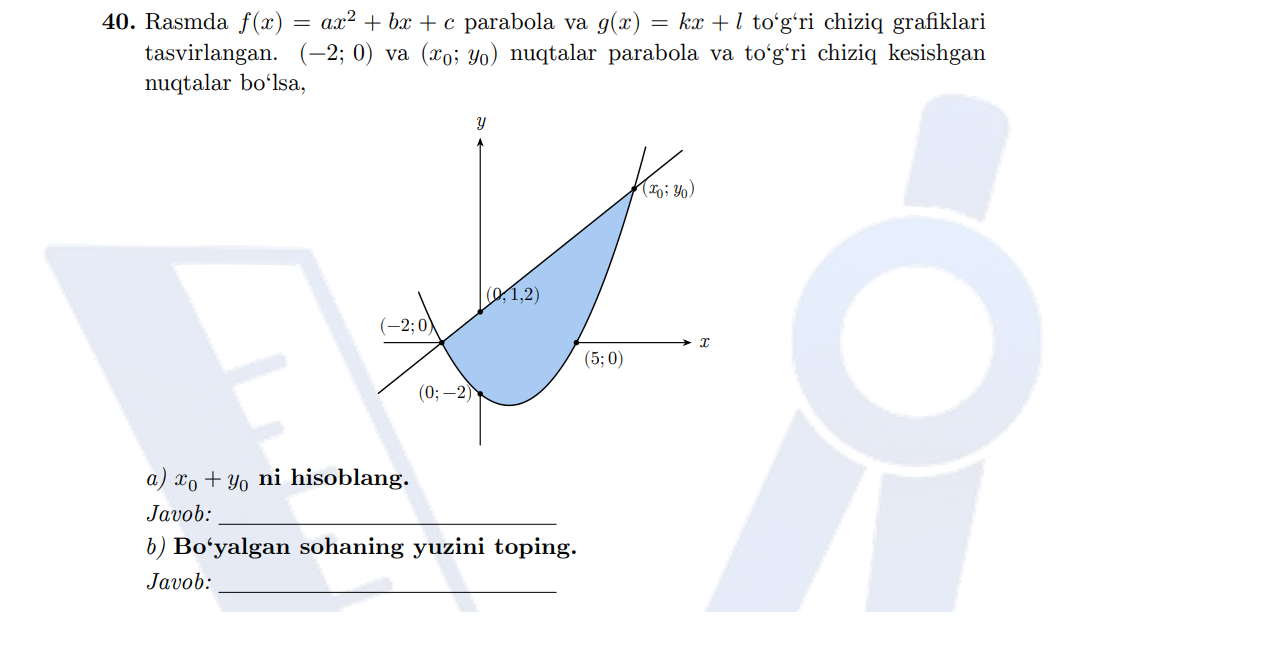 40. Rasmda f(x) = ax² + bx + c parabola va g(x) = kx + l to‘g‘ri chiziq grafiklari
tasvirlangan. (−2; 0) va (x₀; y₀) nuqtalar parabola va to‘g‘ri chiziq kesishgan
nuqtalar bo‘lsa,
y
(x₀; y₀)
(0; 1,2)
(−2; 0)
x
(5; 0)
(0; −2)
a) x₀ + y₀ ni hisoblang.
Javob:
b) Bo‘yalgan sohaning yuzini toping.
Javob: